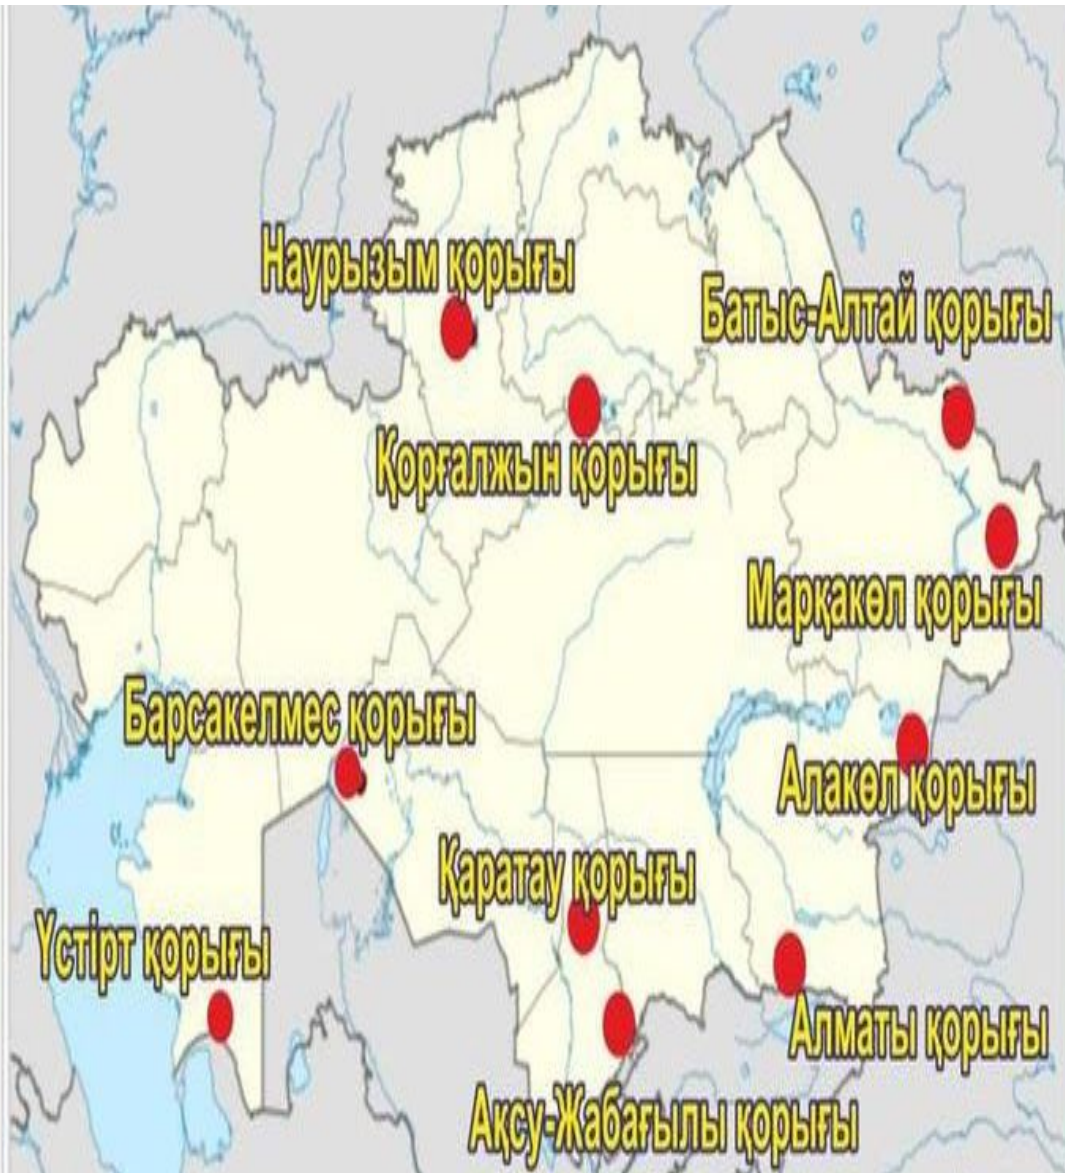 Наурызым қорығы
Батыс-Алтай қорығы
Қорғалжын қорығы
Марқакөл қорығы
Барсакелмес қорығы
Алакөл қорығы
Қаратау қорығы
Үстірт қорығы
Алматы қорығы
Ақсу-Жабағылы қорығы